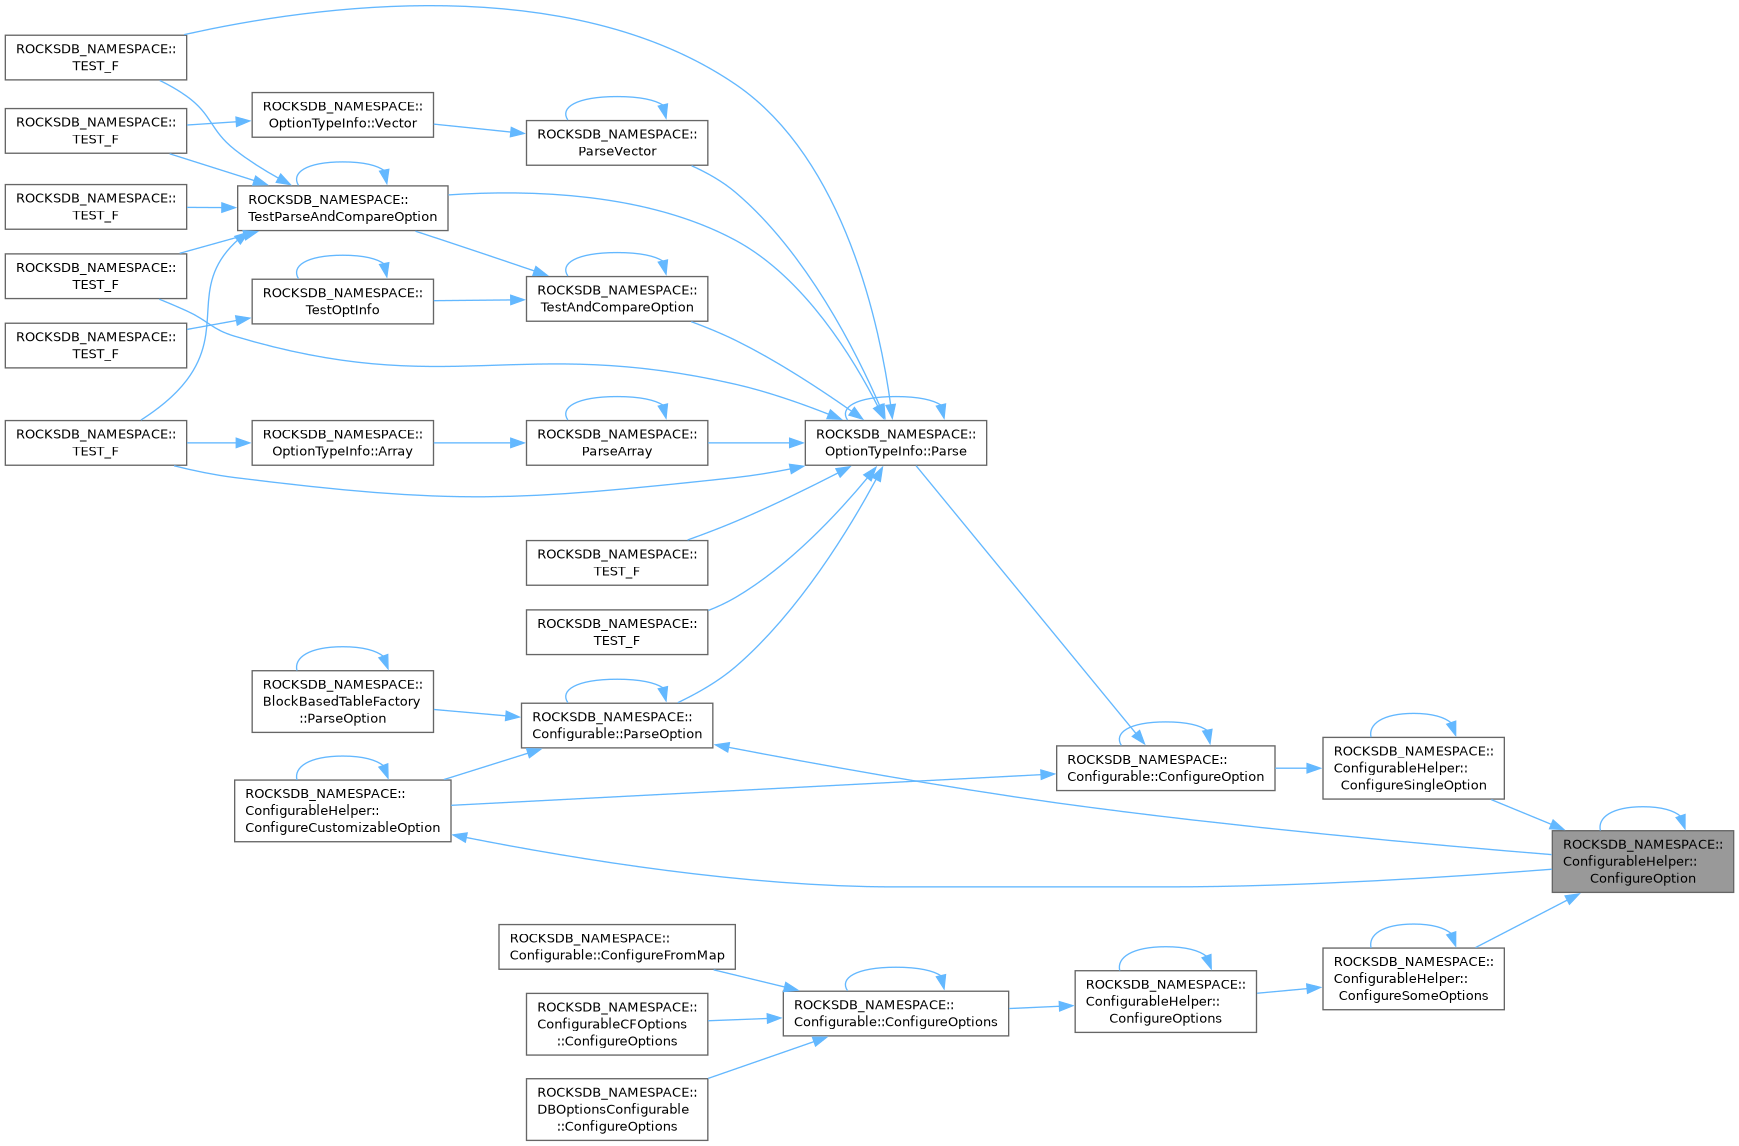 ROCKSDB_NAMESPACE::
TEST_F
ROCKSDB_NAMESPACE::
TEST_F
ROCKSDB_NAMESPACE::
TEST_F
ROCKSDB_NAMESPACE::
TEST_F
ROCKSDB_NAMESPACE::
TEST_F
ROCKSDB_NAMESPACE::
TEST_F
ROCKSDB_NAMESPACE::
OptionTypeInfo::Vector
ROCKSDB_NAMESPACE::
TestParseAndCompareOption
ROCKSDB_NAMESPACE::
TestOptInfo
ROCKSDB_NAMESPACE::
OptionTypeInfo::Array
ROCKSDB_NAMESPACE::
BlockBasedTableFactory
::ParseOption
ROCKSDB_NAMESPACE::
ConfigurableHelper::
ConfigureCustomizableOption
ROCKSDB_NAMESPACE::
ParseVector
ROCKSDB_NAMESPACE::
TestAndCompareOption
ROCKSDB_NAMESPACE::
ParseArray
ROCKSDB_NAMESPACE::
TEST_F
ROCKSDB_NAMESPACE::
TEST_F
ROCKSDB_NAMESPACE::
Configurable::ParseOption
ROCKSDB_NAMESPACE::
Configurable::ConfigureFromMap
ROCKSDB_NAMESPACE::
ConfigurableCFOptions
::ConfigureOptions
ROCKSDB_NAMESPACE::
DBOptionsConfigurable
::ConfigureOptions
ROCKSDB_NAMESPACE::
OptionTypeInfo::Parse
ROCKSDB_NAMESPACE::
Configurable::ConfigureOptions
ROCKSDB_NAMESPACE::
Configurable::ConfigureOption
ROCKSDB_NAMESPACE::
ConfigurableHelper::
ConfigureOptions
ROCKSDB_NAMESPACE::
ConfigurableHelper::
ConfigureSingleOption
ROCKSDB_NAMESPACE::
ConfigurableHelper::
ConfigureSomeOptions
ROCKSDB_NAMESPACE::
ConfigurableHelper::
ConfigureOption